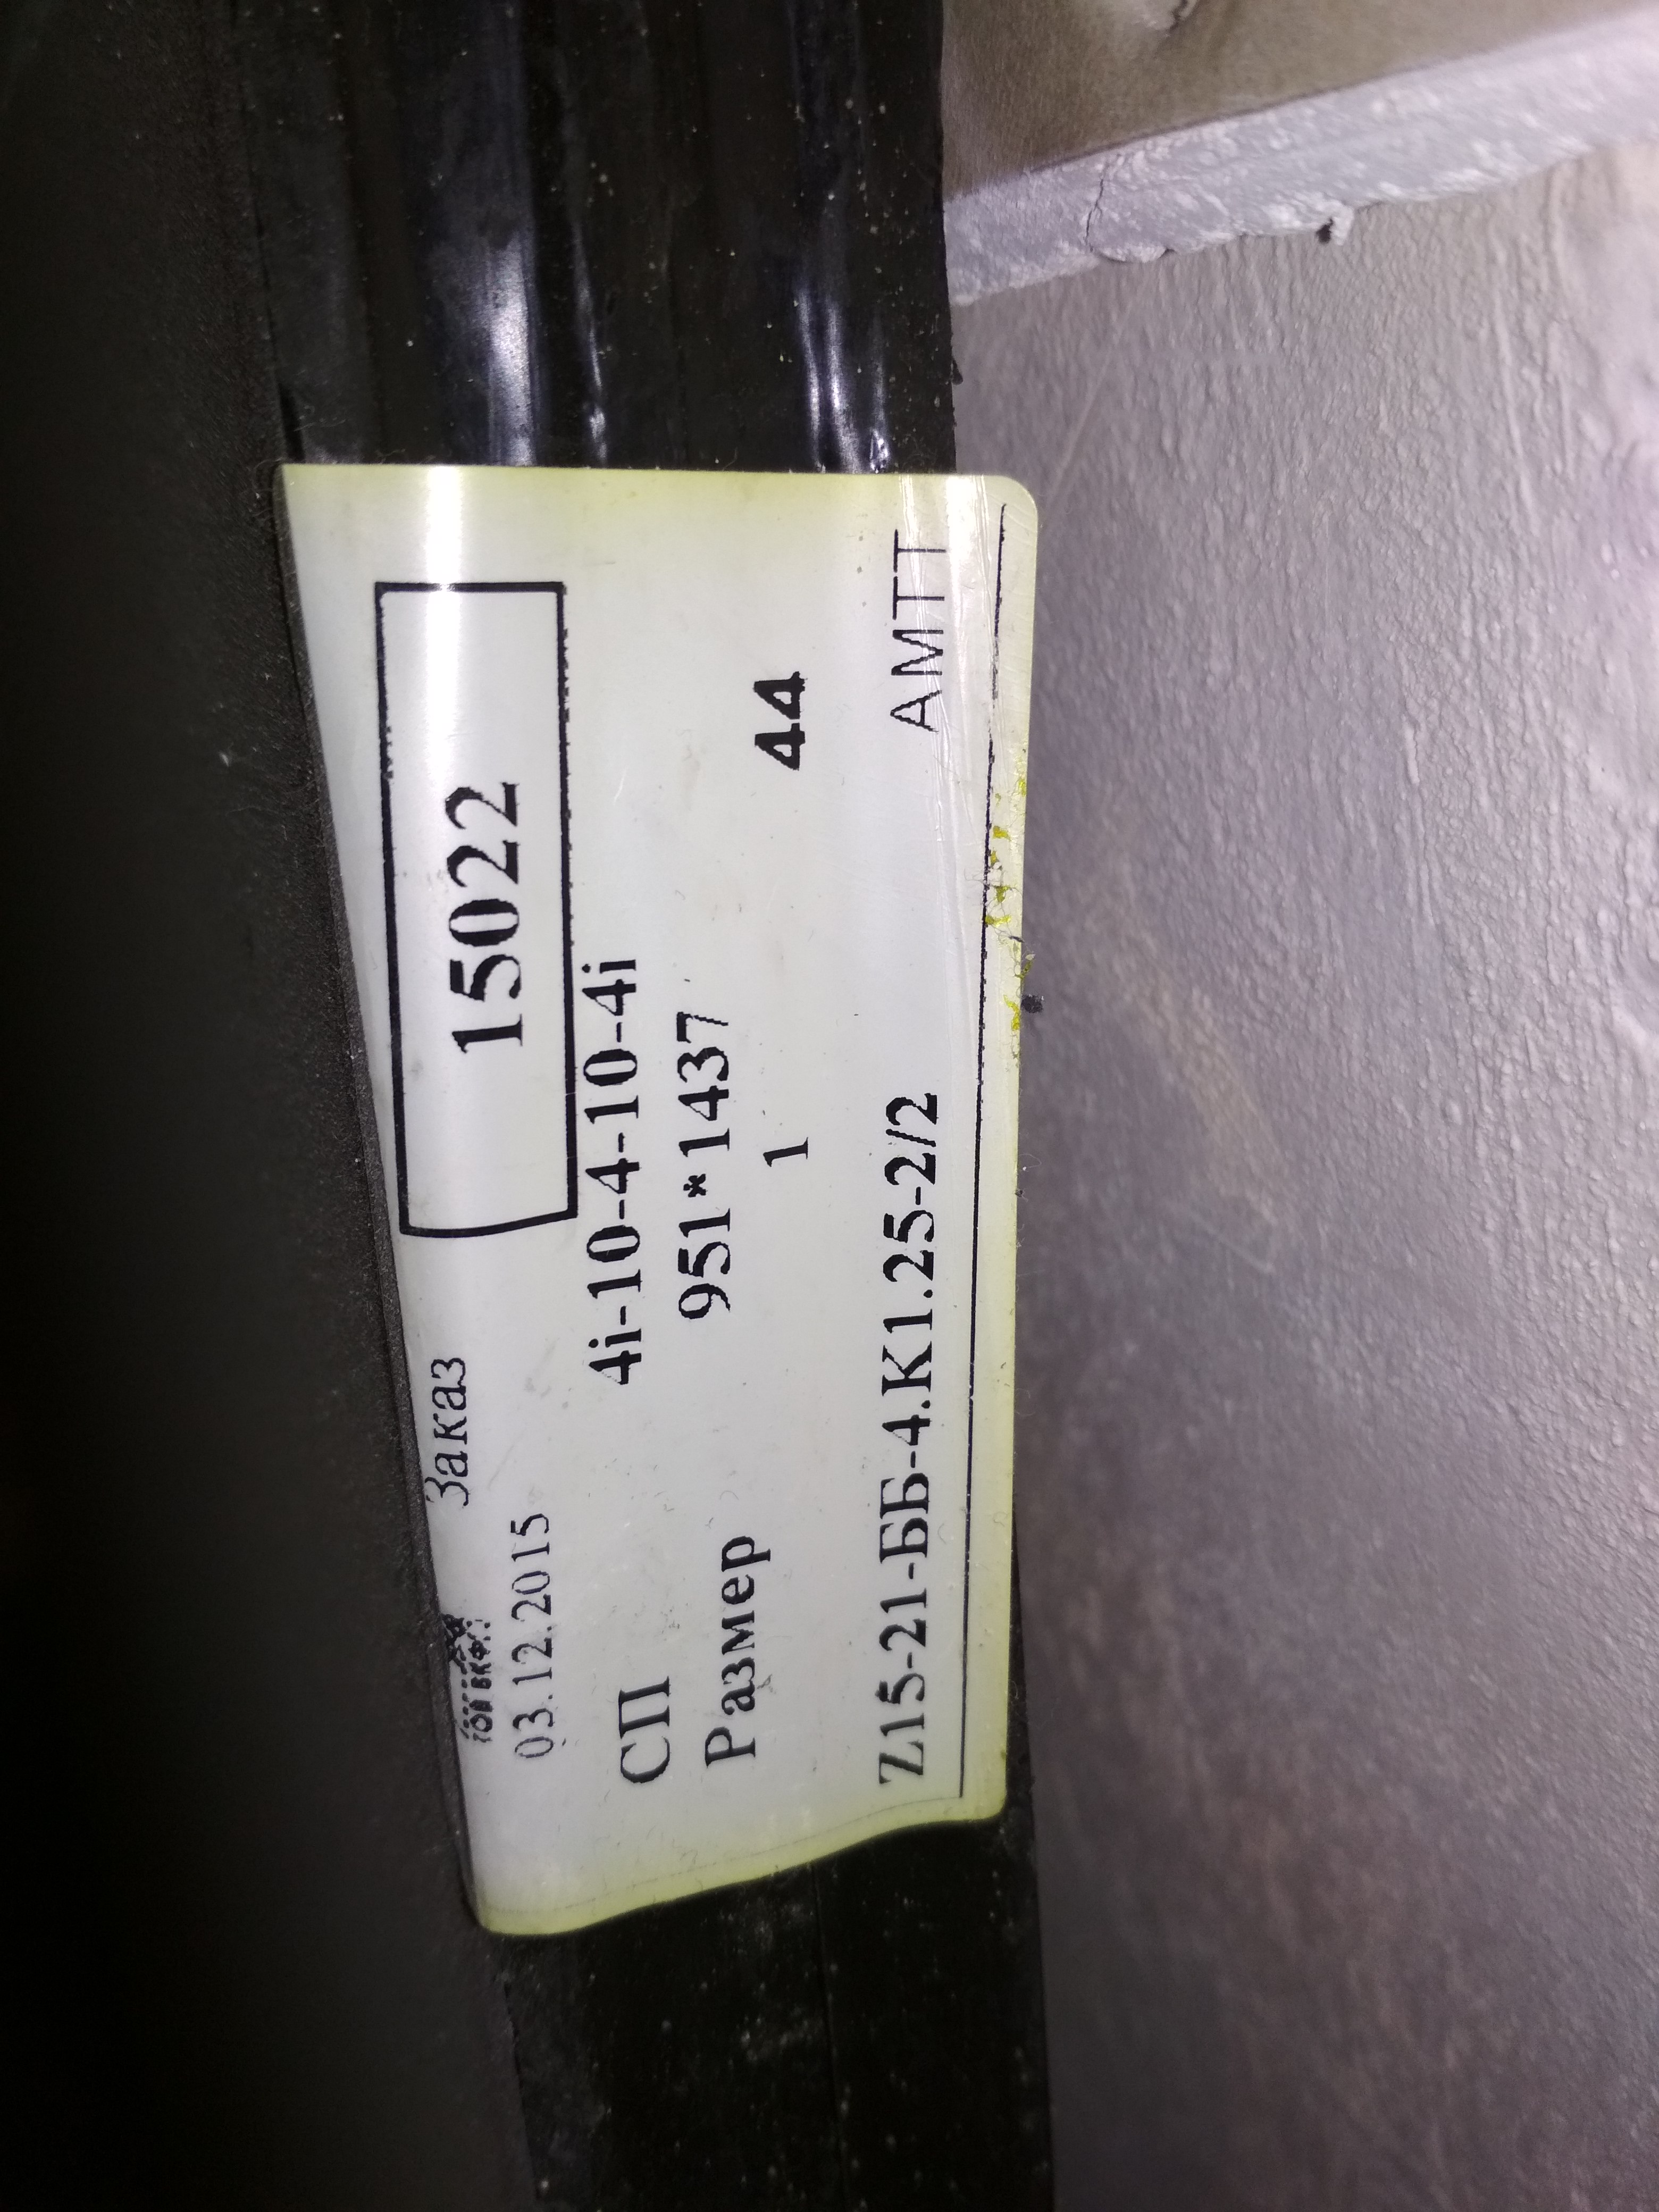 Заказ 15022
03.12.2015
СП 4i-10-4-10-4i
Размер 951*1437
1 44
Z15-21-ББ-4.К1.25-2/2 АМТТ